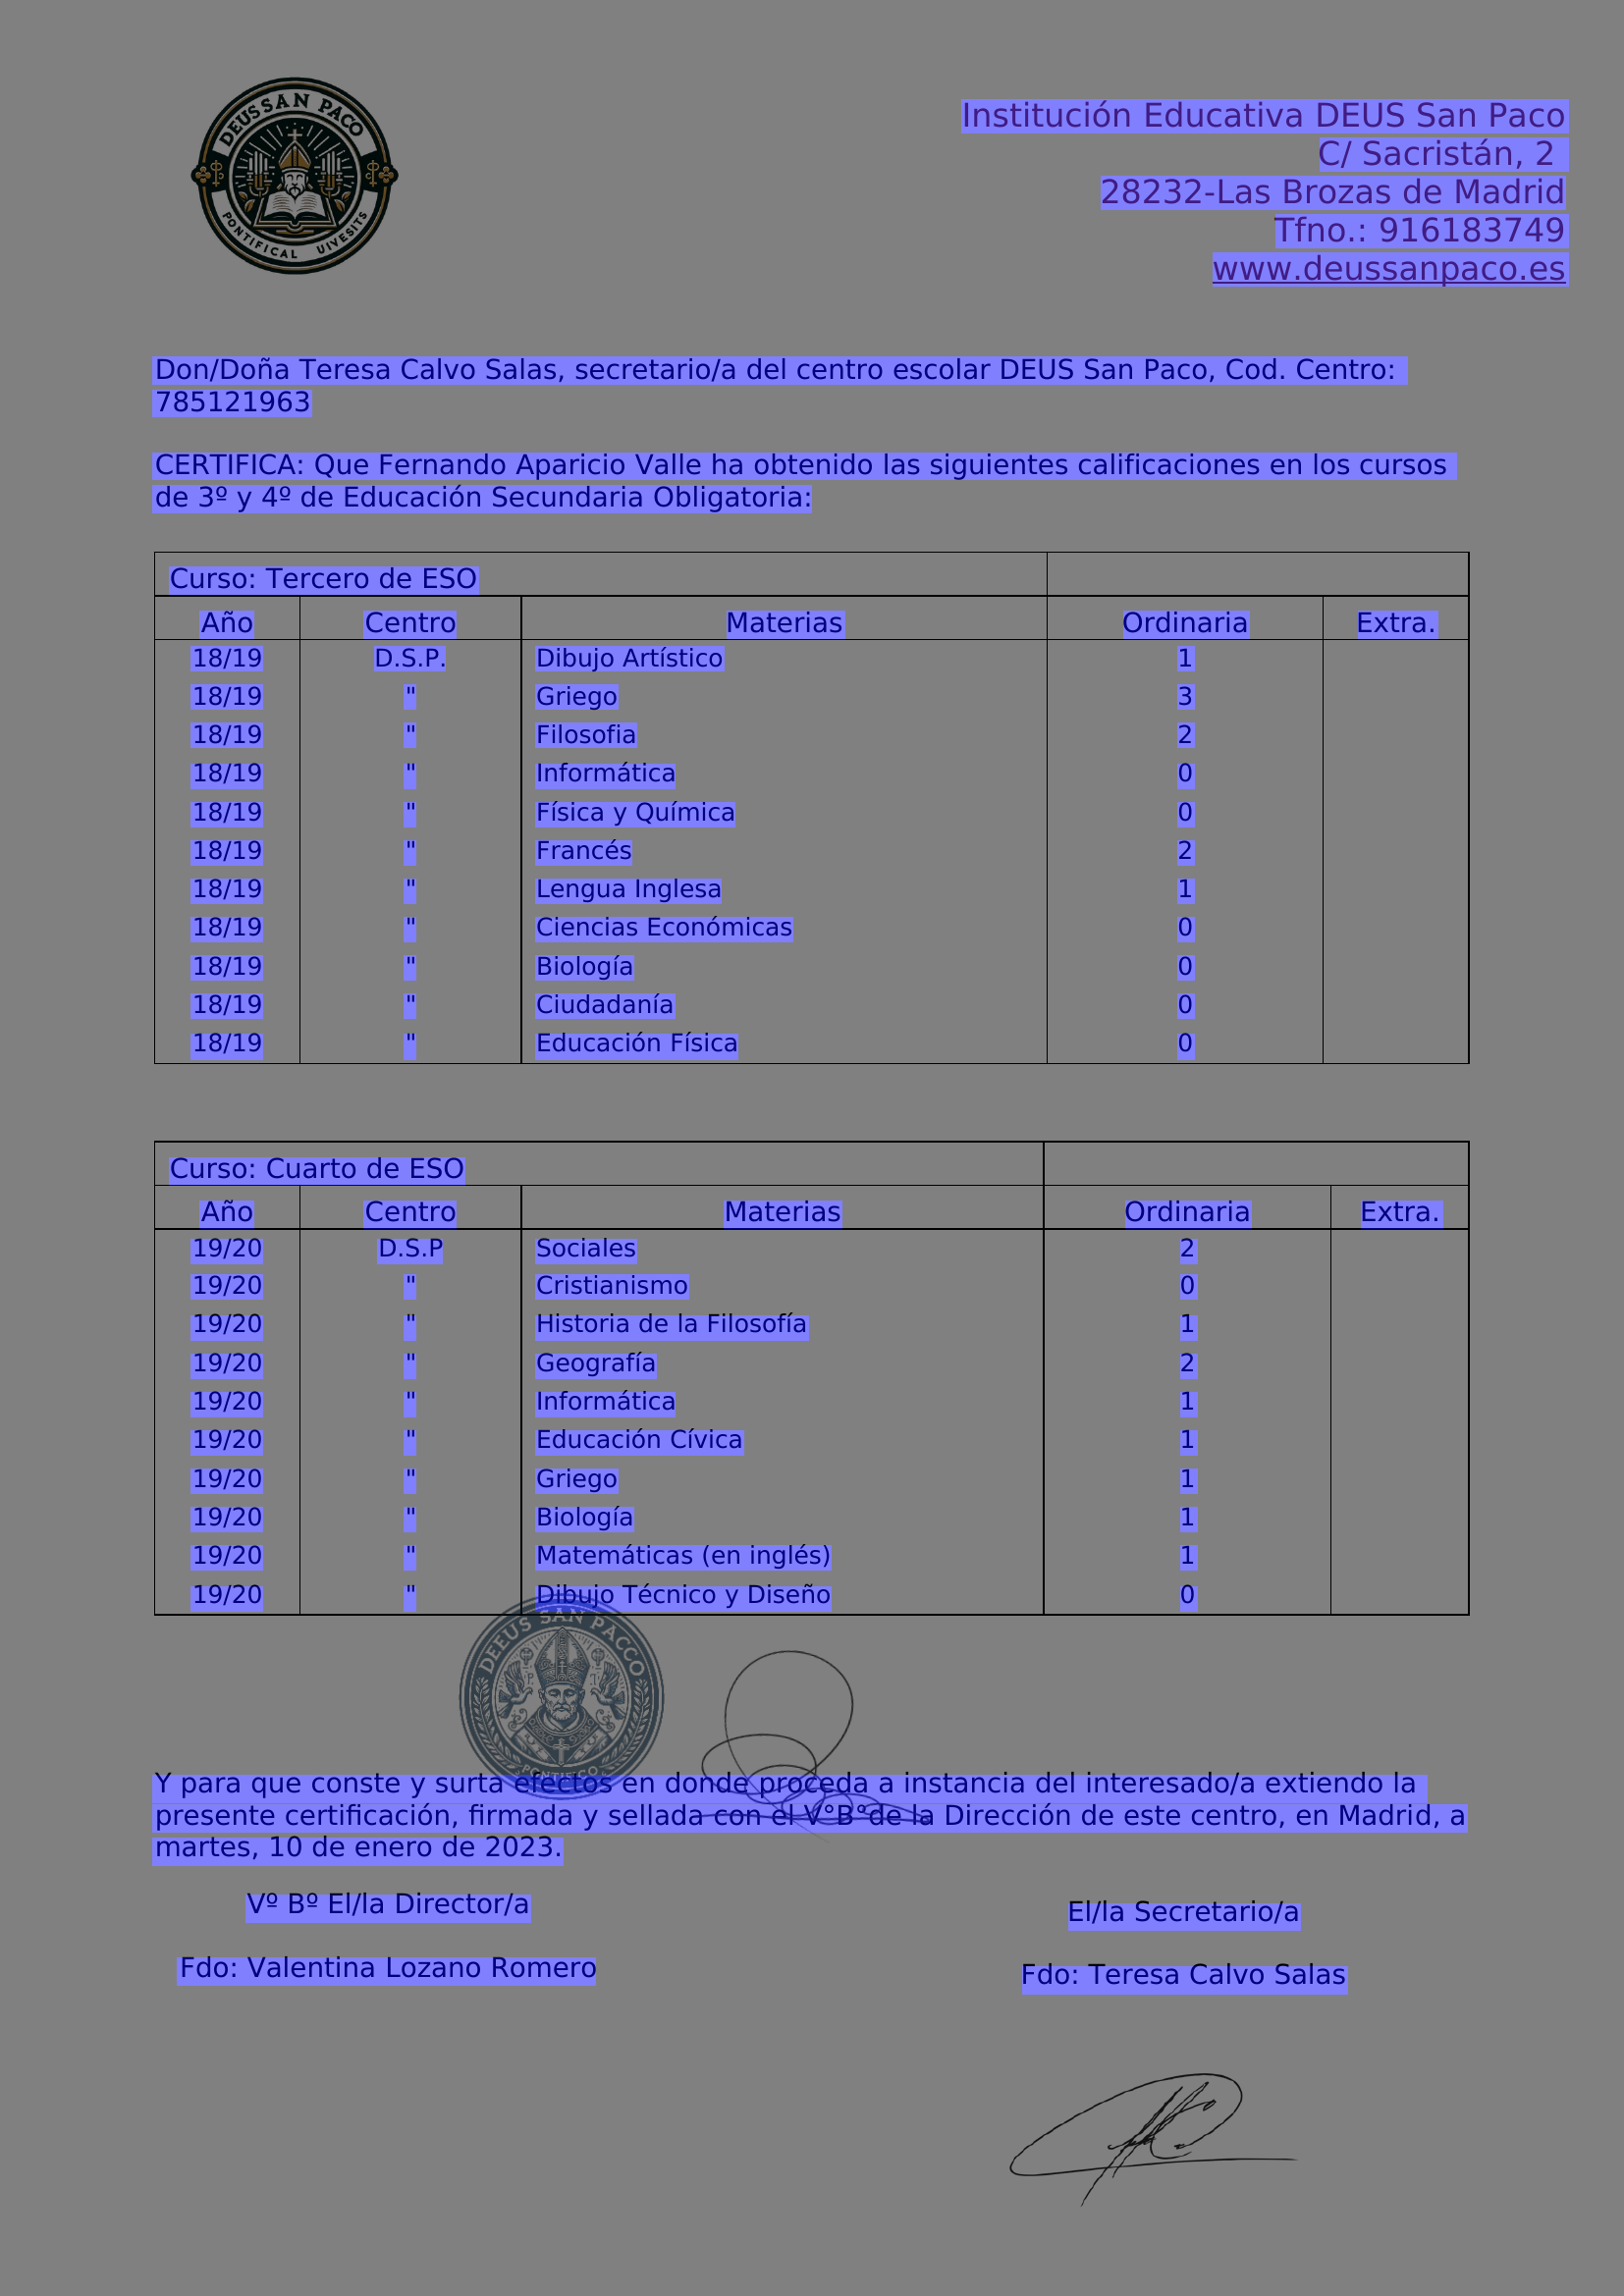 DEUSSAN PACO
PONTIFICAL UIVESITS
Institución Educativa DEUS San Paco
C/ Sacristán, 2
28232-Las Brozas de Madrid
Tfno.: 916183749
www.deussanpaco.es
Don/Doña Teresa Calvo Salas, secretario/a del centro escolar DEUS San Paco, Cod. Centro:
785121963
CERTIFICA: Que Fernando Aparicio Valle ha obtenido las siguientes calificaciones en los cursos
de 3º y 4º de Educación Secundaria Obligatoria:
Curso: Tercero de ESO
Año Centro Materias Ordinaria Extra.
18/19 D.S.P. Dibujo Artístico 1
18/19 " Griego 3
18/19 " Filosofia 2
18/19 " Informática 0
18/19 " Física y Química 0
18/19 " Francés 2
18/19 " Lengua Inglesa 1
18/19 " Ciencias Económicas 0
18/19 " Biología 0
18/19 " Ciudadanía 0
18/19 " Educación Física 0
Curso: Cuarto de ESO
Año Centro Materias Ordinaria Extra.
19/20 D.S.P Sociales 2
19/20 " Cristianismo 0
19/20 " Historia de la Filosofía 1
19/20 " Geografía 2
19/20 " Informática 1
19/20 " Educación Cívica 1
19/20 " Griego 1
19/20 " Biología 1
19/20 " Matemáticas (en inglés) 1
19/20 " Dibujo Técnico y Diseño 0
DEEUS SAN PACCO
PONTIFICO
Y para que conste y surta efectos en donde proceda a instancia del interesado/a extiendo la
presente certificación, firmada y sellada con el V°B°de la Dirección de este centro, en Madrid, a
martes, 10 de enero de 2023.
Vº Bº El/la Director/a
El/la Secretario/a
Fdo: Valentina Lozano Romero
Fdo: Teresa Calvo Salas